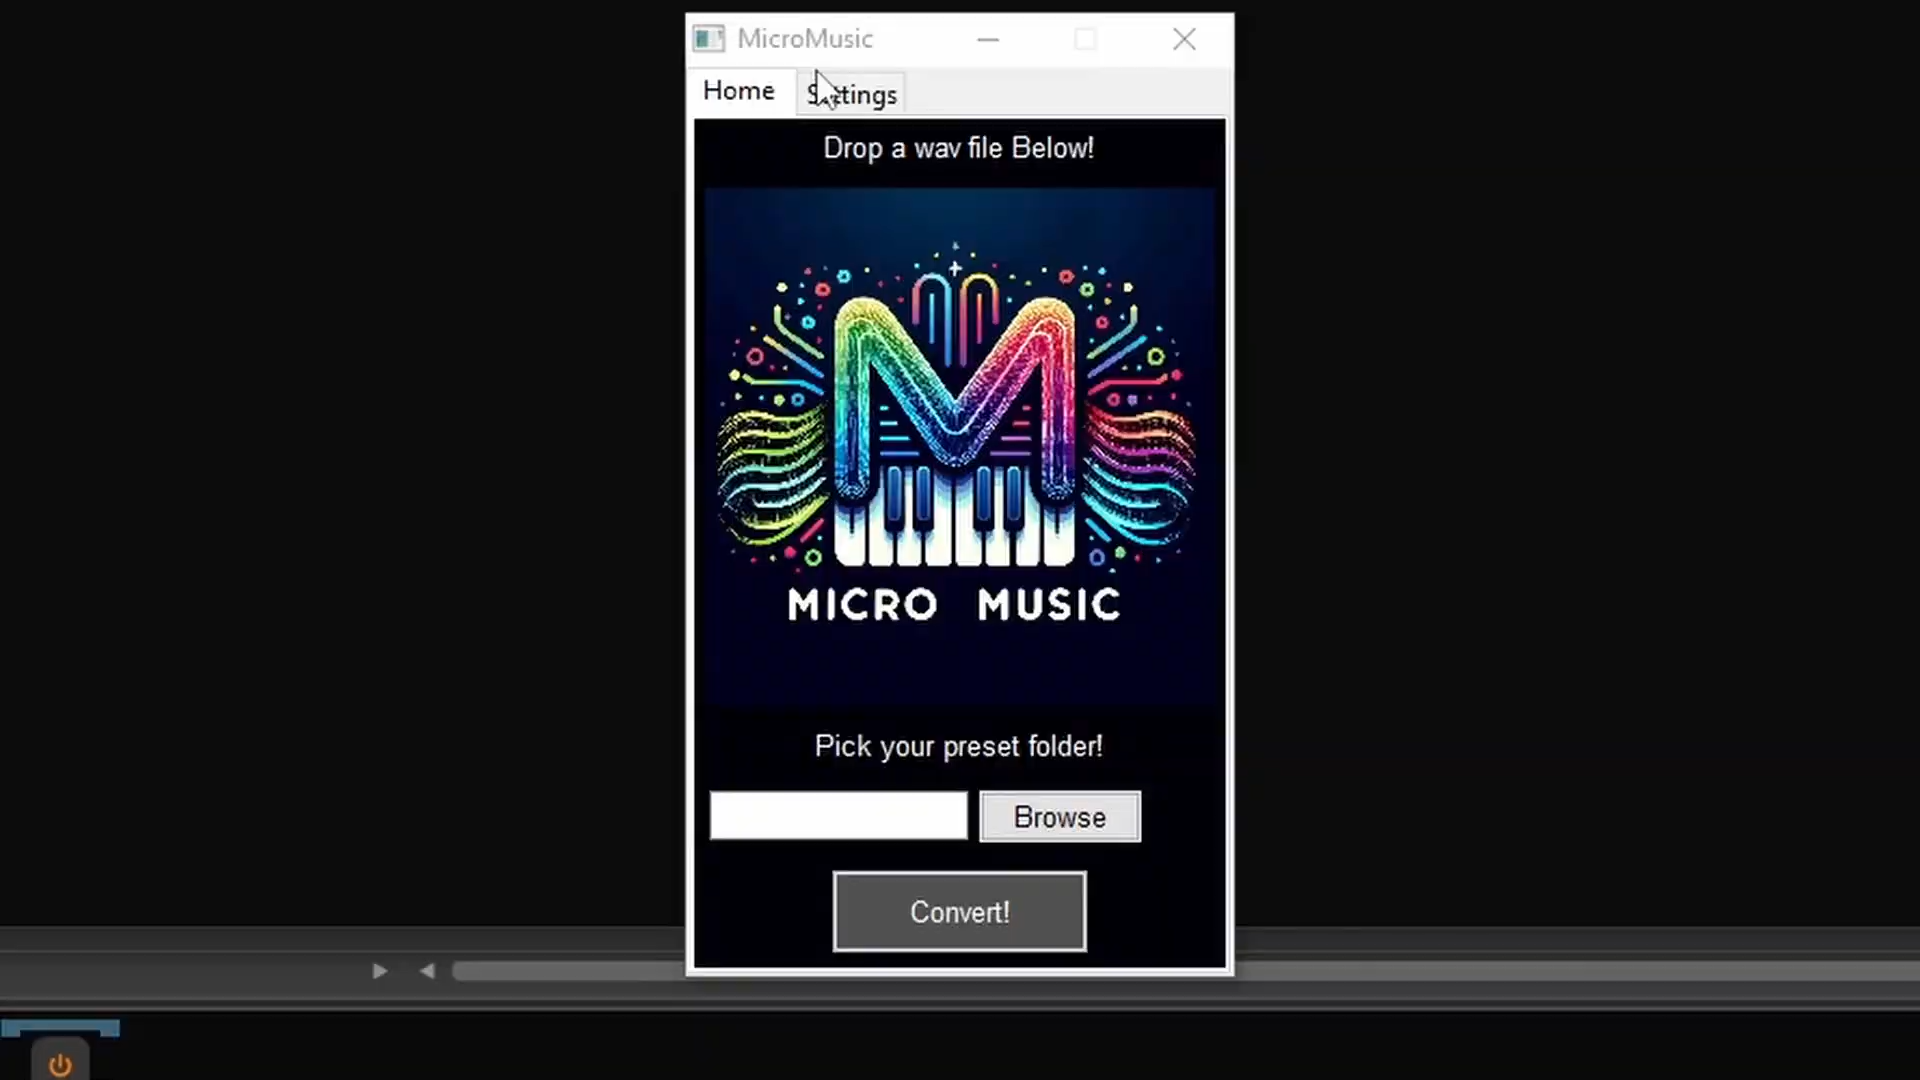 MicroMusic
Home
Settings
Drop a wav file Below!
MICRO MUSIC
Pick your preset folder!
Browse
Convert!